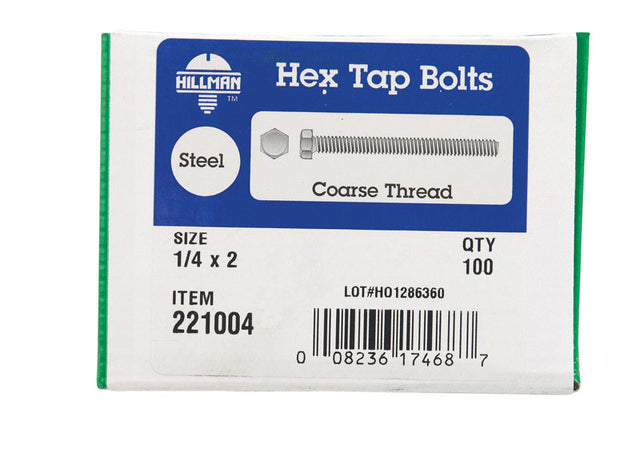 HILLMAN
TM
Hex Tap Bolts
Steel
Coarse Thread
SIZE
1/4 x 2
QTY
100
ITEM
221004
LOT#HO1286360
0 08236 17468 7